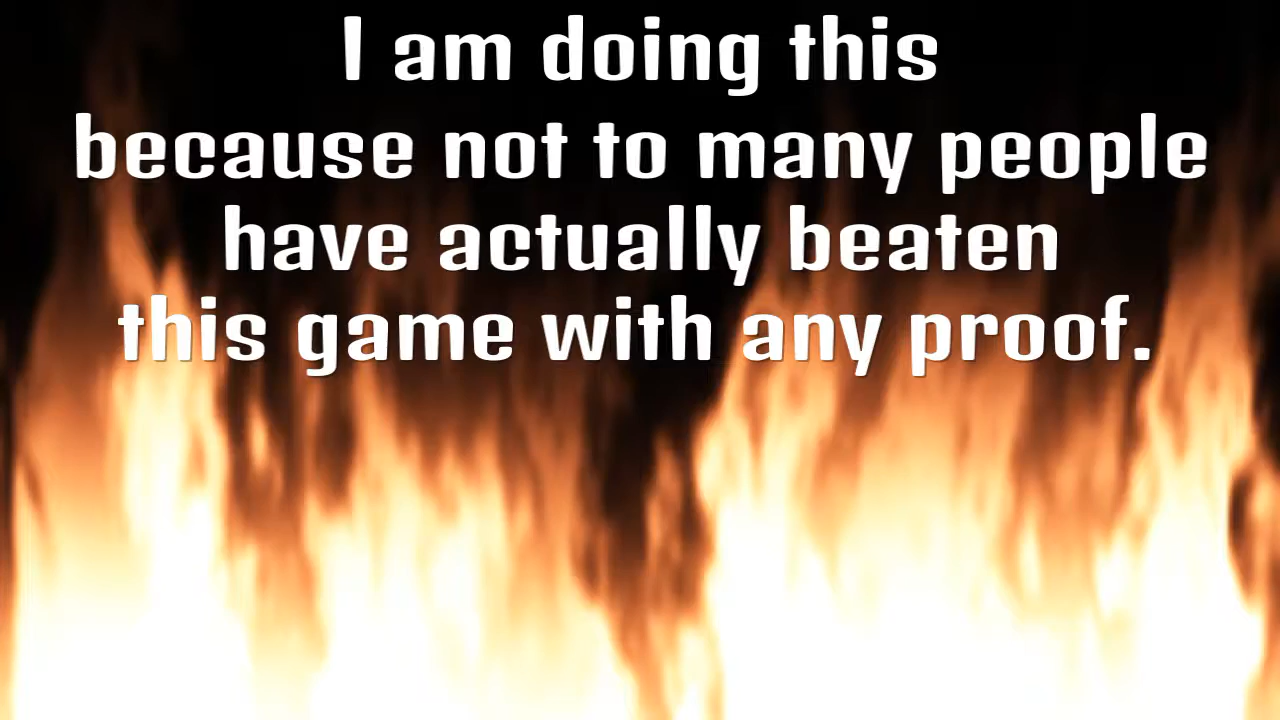 I am doing this
because not to many people
have actually beaten
this game with any proof.